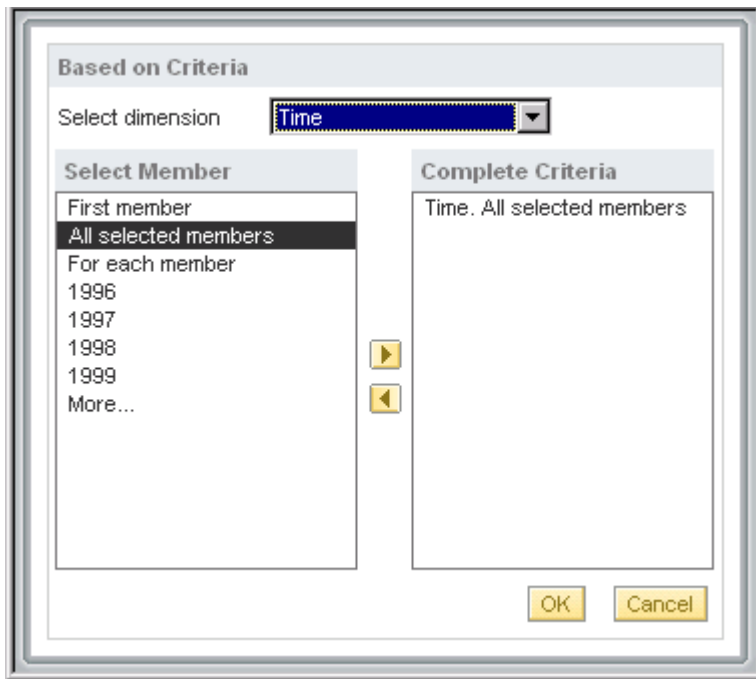 Based on Criteria
Select dimension
Time
Select Member
First member
All selected members
For each member
1996
1997
1998
1999
More...
Complete Criteria
Time. All selected members
OK
Cancel